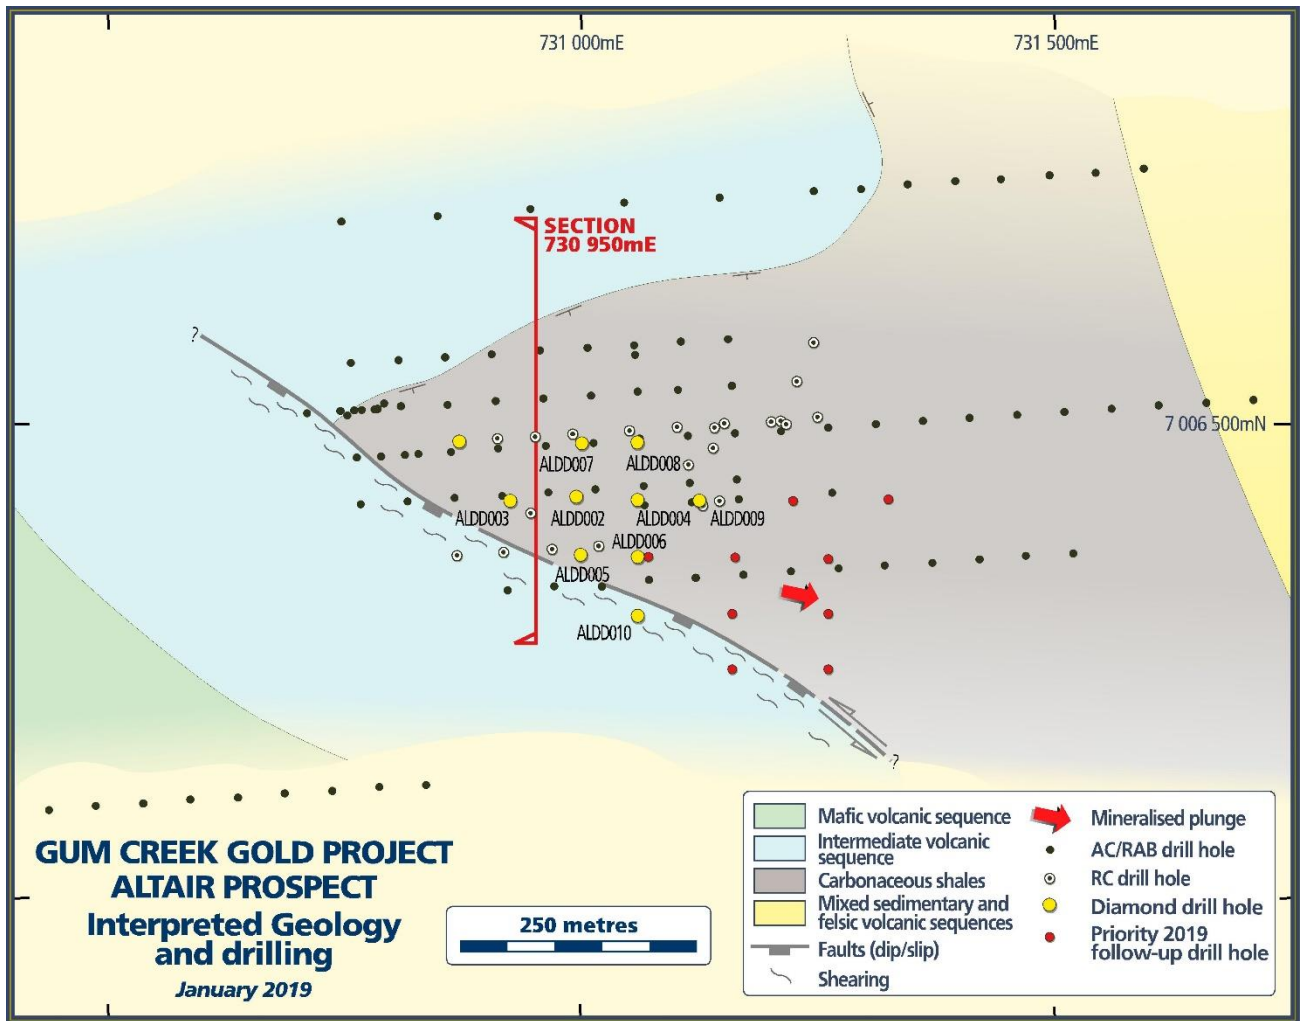 731 000mE
731 500mE
SECTION
730 950mE
?
7 006 500mN
ALDD007
ALDD008
ALDD003
ALDD002
ALDD004
ALDD009
ALDD006
ALDD005
ALDD010
?
GUM CREEK GOLD PROJECT
ALTAIR PROSPECT
Interpreted Geology
and drilling
January 2019
250 metres
Mafic volcanic sequence
Intermediate volcanic
sequence
Carbonaceous shales
Mixed sedimentary and
felsic volcanic sequences
Faults (dip/slip)
Shearing
Mineralised plunge
AC/RAB drill hole
RC drill hole
Diamond drill hole
Priority 2019
follow-up drill hole